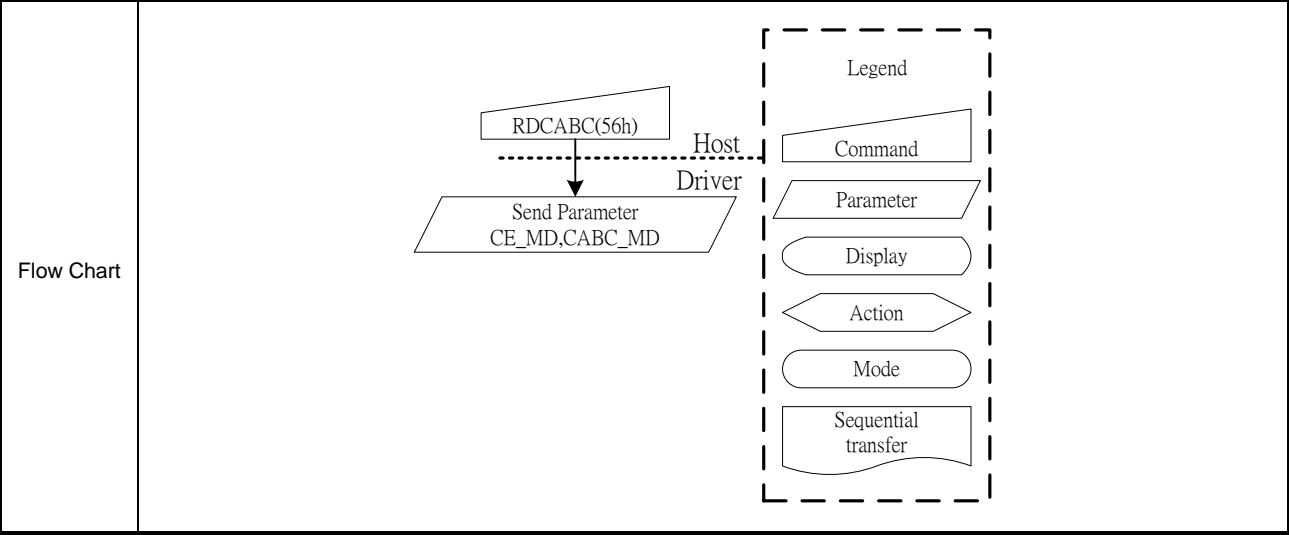 Flow Chart
RDCABC(56h)
Host
Driver
Send Parameter
CE_MD,CABC_MD
Legend
Command
Parameter
Display
Action
Mode
Sequential
transfer